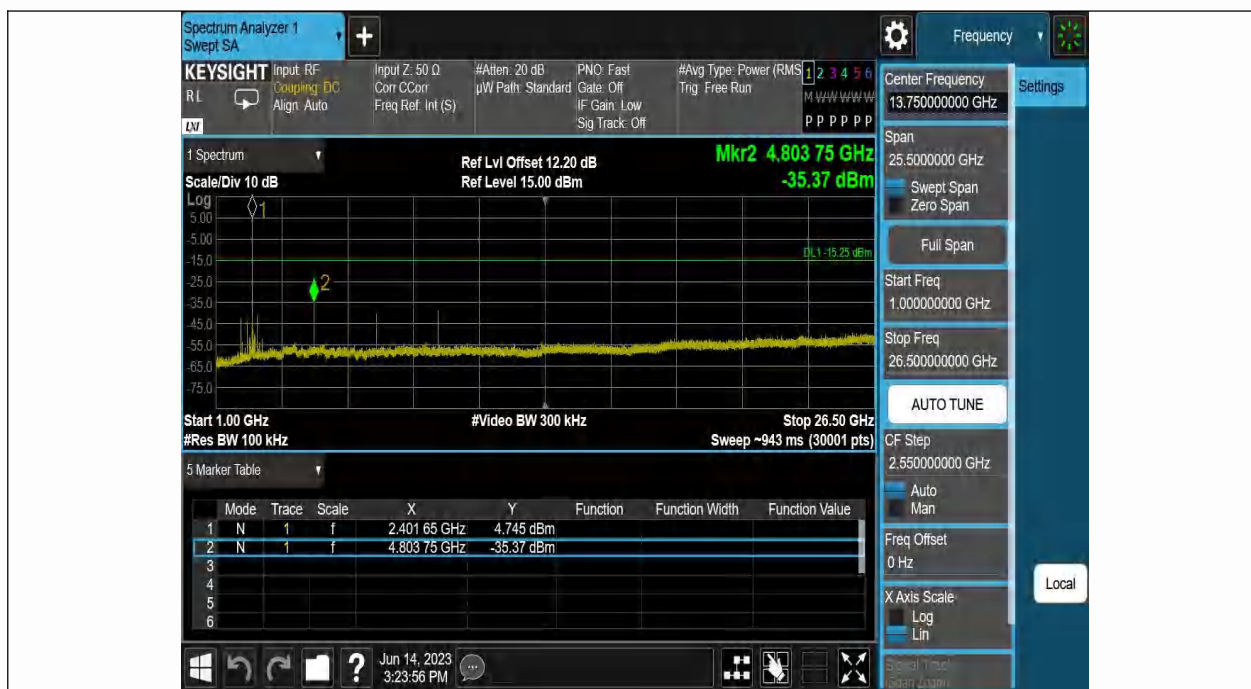 Spectrum Analyzer 1
Swept SA
+
Frequency
KEYSIGHT
RL
LXI
Input: RF
Coupling: DC
Align: Auto
Input Z: 50 Ω
Corr CCorr
Freq Ref: Int (S)
#Atten: 20 dB
µW Path: Standard
PNO: Fast
Gate: Off
IF Gain: Low
Sig Track: Off
#Avg Type: Power (RMS
Trig: Free Run
1 2 3 4 5 6
M W W W W W
P P P P P P
1 Spectrum
Scale/Div 10 dB
Ref Lvl Offset 12.20 dB
Ref Level 15.00 dBm
Mkr2 4.803 75 GHz
-35.37 dBm
Log
5.00
-5.00
-15.0
-25.0
-35.0
-45.0
-55.0
-65.0
-75.0
1
2
DL1 -15.25 dBm
Start 1.00 GHz
#Res BW 100 kHz
#Video BW 300 kHz
Stop 26.50 GHz
Sweep ~943 ms (30001 pts)
5 Marker Table
Mode Trace Scale X Y Function Function Width Function Value
1 N 1 f 2.401 65 GHz 4.745 dBm
2 N 1 f 4.803 75 GHz -35.37 dBm
3
4
5
6
?
Jun 14, 2023
3:23:56 PM
Center Frequency
13.750000000 GHz
Span
25.5000000 GHz
Swept Span
Zero Span
Full Span
Start Freq
1.000000000 GHz
Stop Freq
26.500000000 GHz
AUTO TUNE
CF Step
2.550000000 GHz
Auto
Man
Freq Offset
0 Hz
X Axis Scale
Log
Lin
Signal Track
(Span Zoom)
Settings
Local